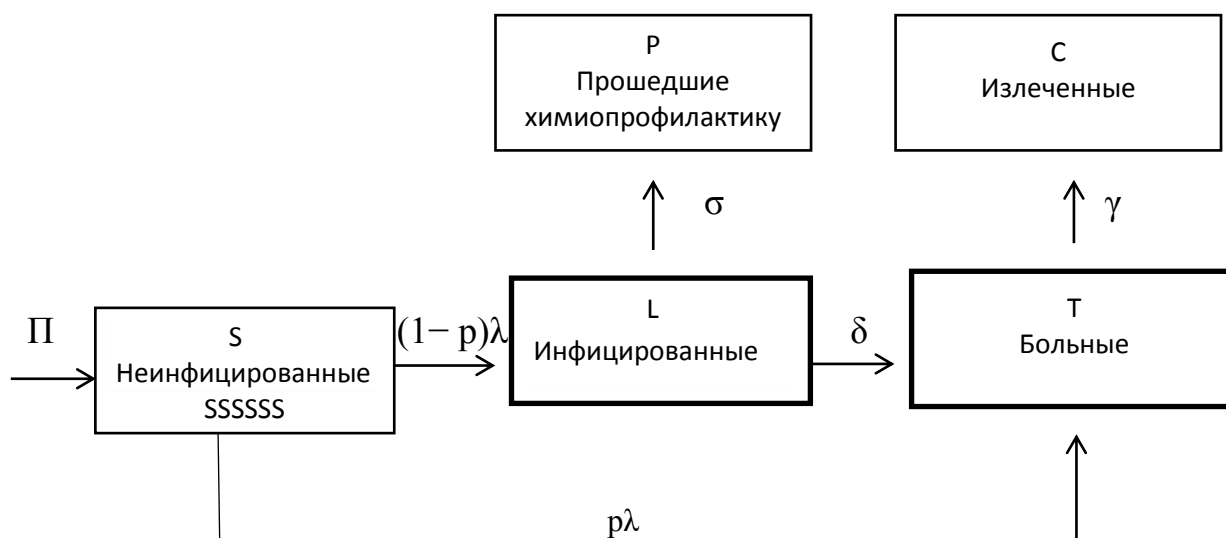 P
Прошедшие
химиопрофилактику
C
Излеченные
σ
γ
П
S
Неинфицированные
SSSSSS
(1− p)λ
L
Инфицированные
δ
T
Больные
pλ